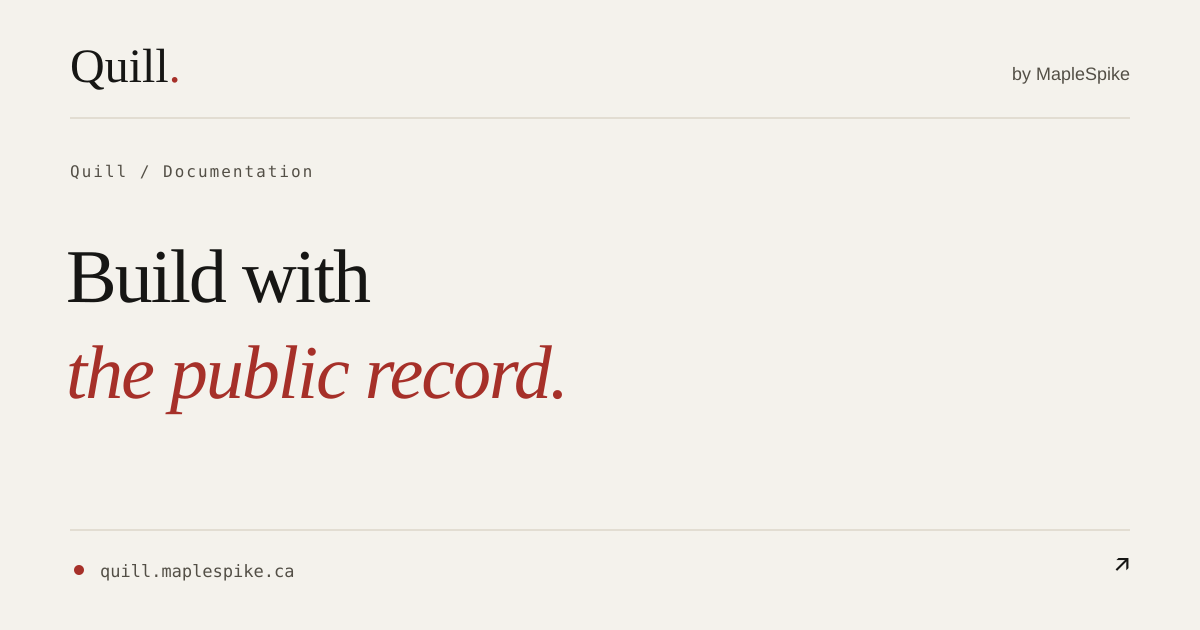 Quill.
by MapleSpike
Quill / Documentation
Build with
the public record.
quill.maplespike.ca